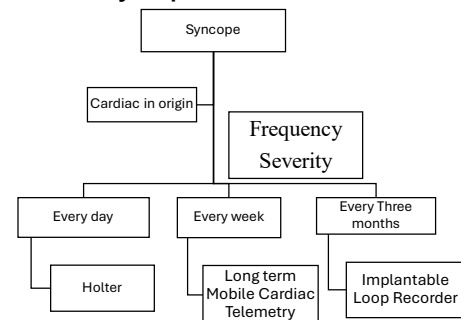 Syncope
Cardiac in origin
Frequency
Severity
Every day
Every week
Every Three
months
Holter
Long term
Mobile Cardiac
Telemetry
Implantable
Loop Recorder